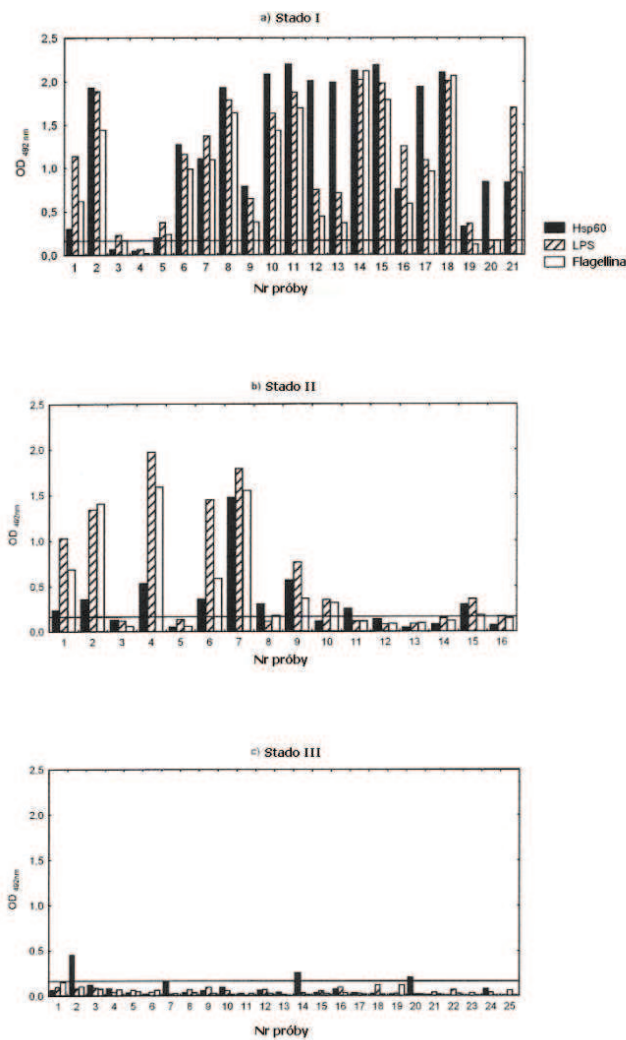 a) Stado I
2,5
2,0
1,5
1,0
0,5
0,0
OD 492 nm
1 2 3 4 5 6 7 8 9 10 11 12 13 14 15 16 17 18 19 20 21
Nr próby
Hsp60
LPS
Flagellina
b) Stado II
2,5
2,0
1,5
1,0
0,5
0,0
OD 492nm
1 2 3 4 5 6 7 8 9 10 11 12 13 14 15 16
Nr próby
c) Stado III
2.5
2.0
1.5
1.0
0.5
0.0
OD 492nm
1 2 3 4 5 6 7 8 9 10 11 12 13 14 15 16 17 18 19 20 21 22 23 24 25
Nr próby